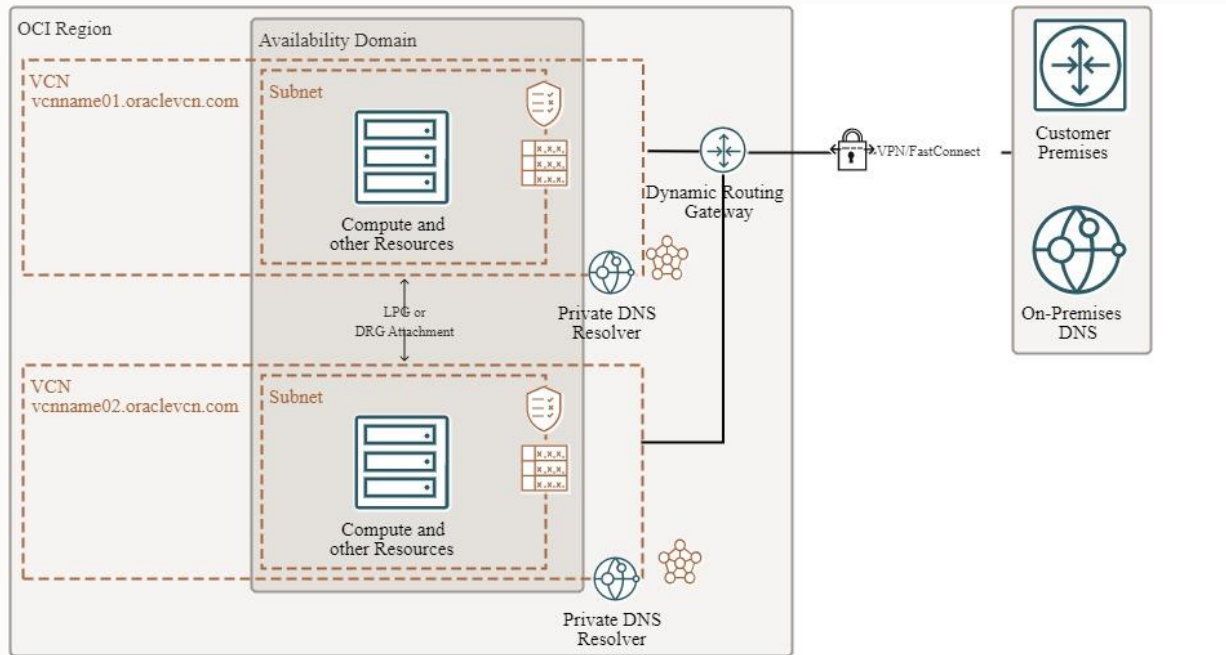 OCI Region
Availability Domain
VCN
vcnname01.oraclevcn.com
Subnet
x.x.x.
x.x.x.
x.x.x.
Compute and
other Resources
Dynamic Routing
Gateway
VPN/FastConnect
Customer
Premises
On-Premises
DNS
LPG or
DRG Attachment
Private DNS
Resolver
VCN
vcnname02.oraclevcn.com
Subnet
x.x.x.
x.x.x.
x.x.x.
Compute and
other Resources
Private DNS
Resolver